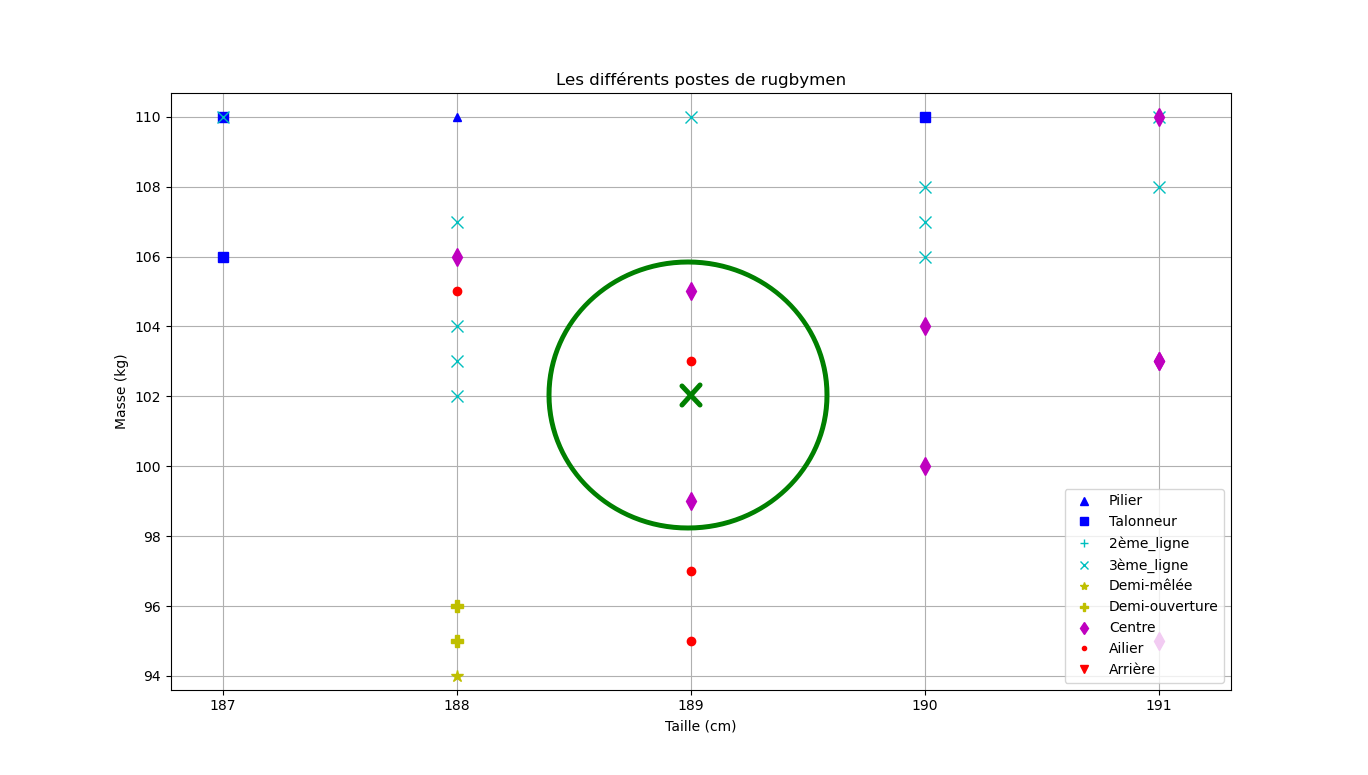 Les différents postes de rugbymen
110
108
106
104
102
100
98
96
94
Masse (kg)
187 188 189 190 191
Taille (cm)
Pilier
Talonneur
2ème_ligne
3ème_ligne
Demi-mêlée
Demi-ouverture
Centre
Ailier
Arrière